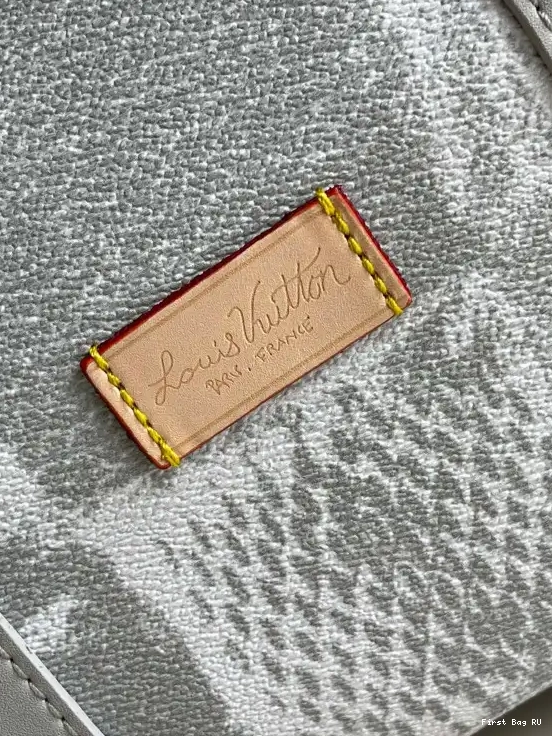 Louis Vuitton
PARIS, FRANCE
First Bag RU